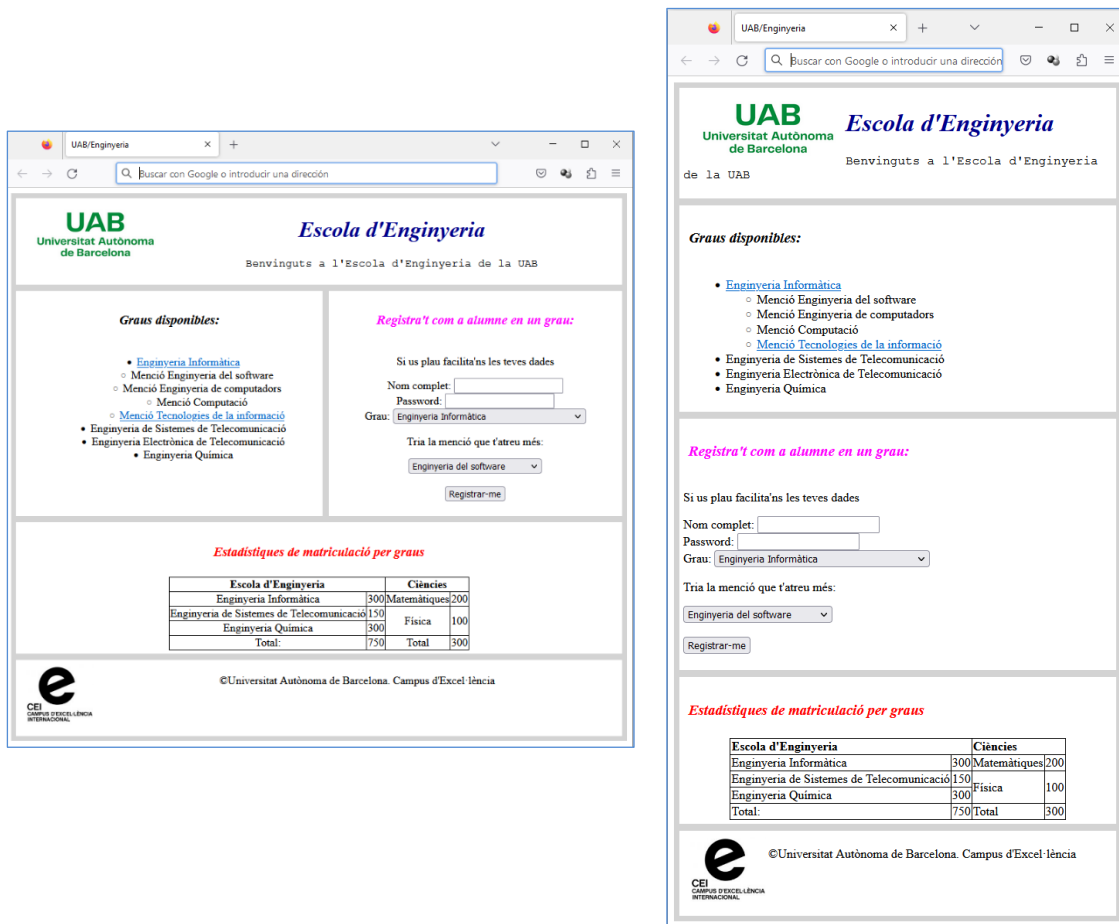 UAB/Enginyeria
Buscar con Google o introducir una dirección
UAB
Universitat Autònoma
de Barcelona
Escola d'Enginyeria
Benvinguts a l'Escola d'Enginyeria de la UAB
Graus disponibles:
Enginyeria Informàtica
Menció Enginyeria del software
Menció Enginyeria de computadors
Menció Computació
Menció Tecnologies de la informació
Enginyeria de Sistemes de Telecomunicació
Enginyeria Electrònica de Telecomunicació
Enginyeria Química
Registra't com a alumne en un grau:
Si us plau facilita'ns les teves dades
Nom complet:
Password:
Grau: Enginyeria Informàtica
Tria la menció que t'atreu més:
Enginyeria del software
Registrar-me
Estadístiques de matriculació per graus
Escola d'Enginyeria Ciències
Enginyeria Informàtica 300 Matemàtiques 200
Enginyeria de Sistemes de Telecomunicació 150 Física 100
Enginyeria Química 300
Total: 750 Total 300
e
CEI
CAMPUS D'EXCEL·LÈNCIA
INTERNACIONAL
©Universitat Autònoma de Barcelona. Campus d'Excel·lència
UAB/Enginyeria
Buscar con Google o introducir una dirección
UAB
Universitat Autònoma
de Barcelona
Escola d'Enginyeria
Benvinguts a l'Escola d'Enginyeria
de la UAB
Graus disponibles:
Enginyeria Informàtica
Menció Enginyeria del software
Menció Enginyeria de computadors
Menció Computació
Menció Tecnologies de la informació
Enginyeria de Sistemes de Telecomunicació
Enginyeria Electrònica de Telecomunicació
Enginyeria Química
Registra't com a alumne en un grau:
Si us plau facilita'ns les teves dades
Nom complet:
Password:
Grau: Enginyeria Informàtica
Tria la menció que t'atreu més:
Enginyeria del software
Registrar-me
Estadístiques de matriculació per graus
Escola d'Enginyeria Ciències
Enginyeria Informàtica 300 Matemàtiques 200
Enginyeria de Sistemes de Telecomunicació 150 Física 100
Enginyeria Química 300
Total: 750 Total 300
e
CEI
CAMPUS D'EXCEL·LÈNCIA
INTERNACIONAL
©Universitat Autònoma de Barcelona. Campus d'Excel·lència